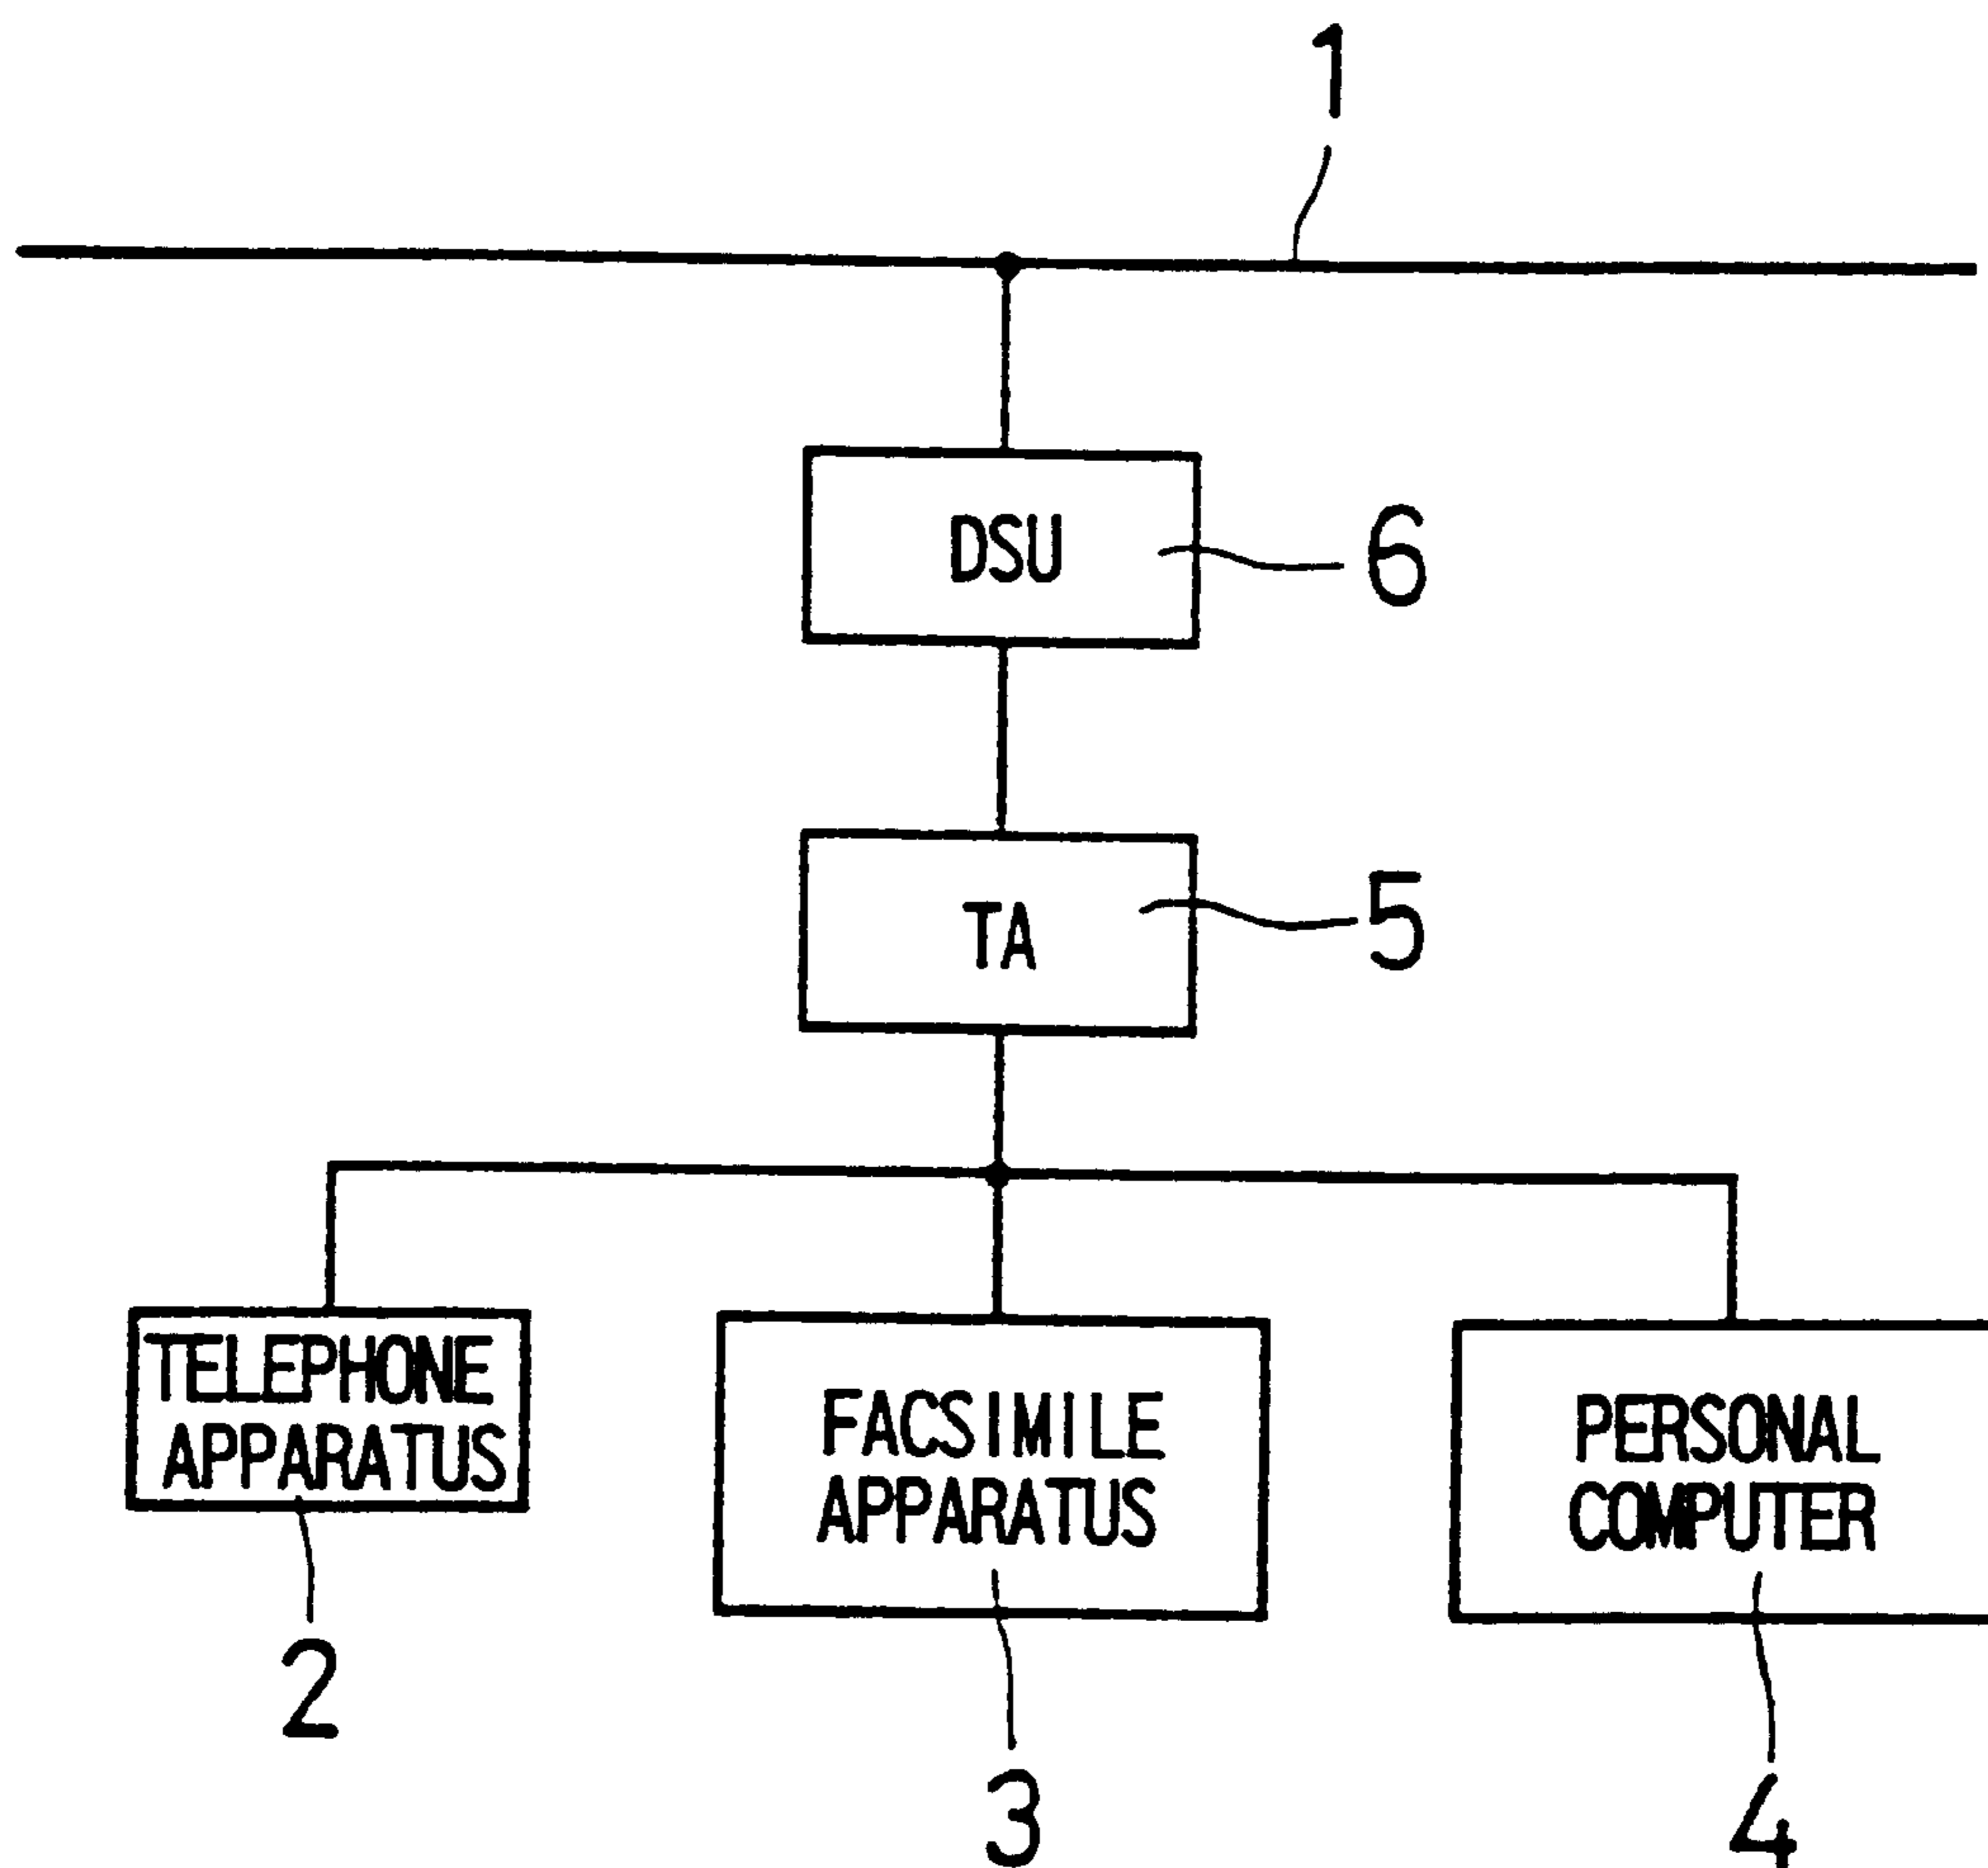 1
DSU
6
TA
5
TELEPHONE
APPARATUS
FACSIMILE
APPARATUS
PERSONAL
COMPUTER
2
3
4